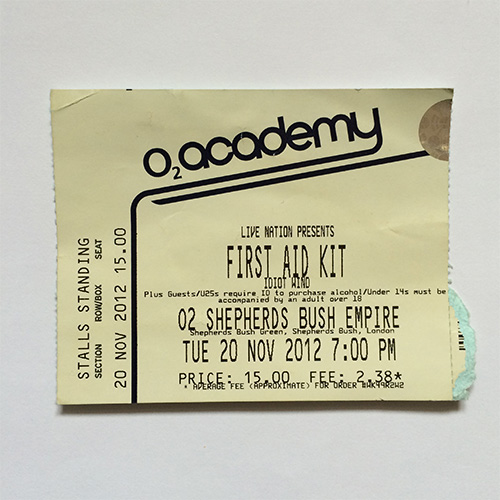 O2 academy
LIVE NATION PRESENTS
FIRST AID KIT
IDIOT WIND
Plus Guests/U25s require ID to purchase alcohol/Under 14s must be
accompanied by an adult over 18
O2 SHEPHERDS BUSH EMPIRE
Shepherds Bush Green, Shepherds Bush, London
TUE 20 NOV 2012 7:00 PM
PRICE: 15.00 FEE: 2.38*
* AVERAGE FEE (APPROXIMATE) FOR ORDER
STALLS STANDING
SECTION ROW/BOX SEAT
20 NOV 2012 15.00